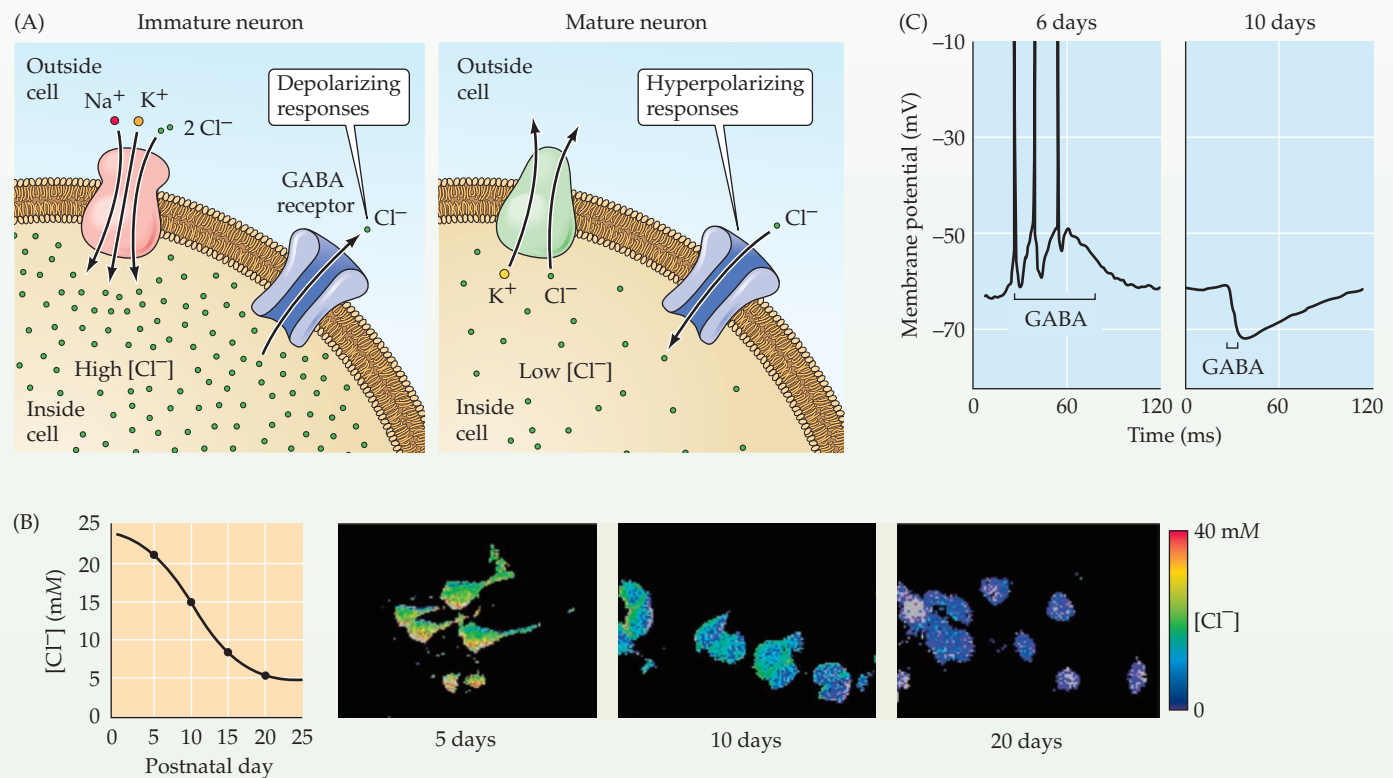 (A)
Immature neuron
Outside
cell
Na⁺
K⁺
2 Cl⁻
Depolarizing
responses
GABA
receptor
Cl⁻
High [Cl⁻]
Inside
cell
Mature neuron
Outside
cell
Hyperpolarizing
responses
Cl⁻
K⁺
Cl⁻
Low [Cl⁻]
Inside
cell
(C)
6 days
10 days
Membrane potential (mV)
–10
–30
–50
–70
GABA
GABA
0
60
120
0
60
120
Time (ms)
(B)
[Cl⁻] (mM)
25
20
15
10
5
0
0
5
10
15
20
25
Postnatal day
5 days
10 days
20 days
40 mM
[Cl⁻]
0